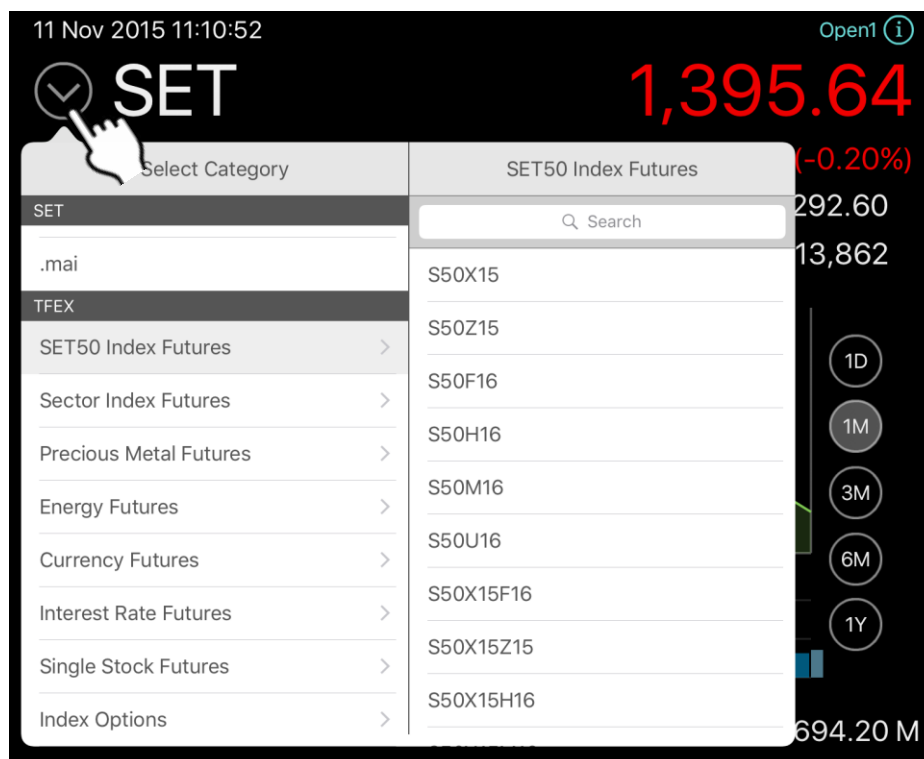 11 Nov 2015 11:10:52
Open1
SET
1,395.64
(-0.20%)
292.60
13,862
Select Category
SET
.mai
TFEX
SET50 Index Futures
Sector Index Futures
Precious Metal Futures
Energy Futures
Currency Futures
Interest Rate Futures
Single Stock Futures
Index Options
SET50 Index Futures
Search
S50X15
S50Z15
S50F16
S50H16
S50M16
S50U16
S50X15F16
S50X15Z15
S50X15H16
1D
1M
3M
6M
1Y
694.20 M